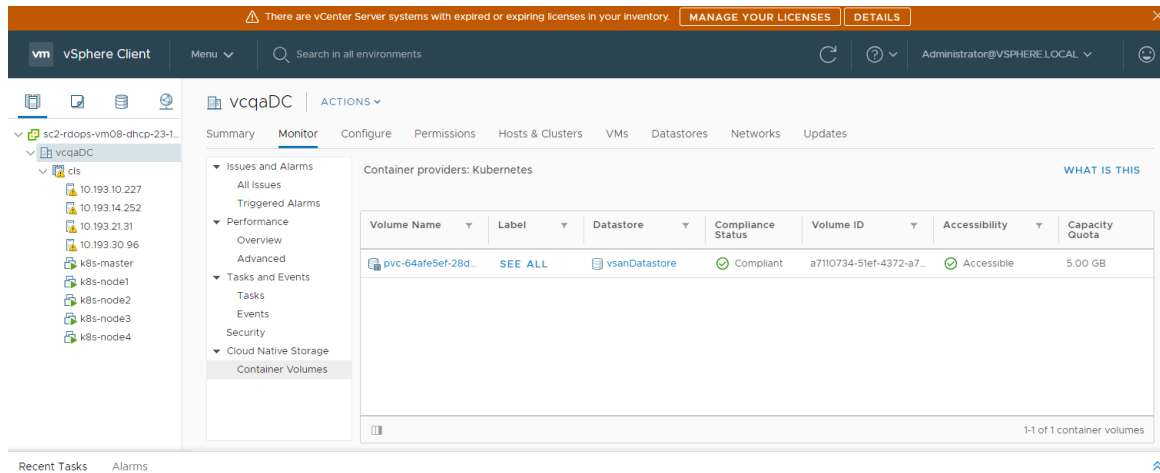 There are vCenter Server systems with expired or expiring licenses in your inventory. MANAGE YOUR LICENSES DETAILS
vm vSphere Client Menu Search in all environments Administrator@VSPHERE.LOCAL
sc2-rdops-vm08-dhcp-23-1...
vcqaDC
cls
10.193.10.227
10.193.14.252
10.193.21.31
10.193.30.96
k8s-master
k8s-node1
k8s-node2
k8s-node3
k8s-node4
vcqaDC ACTIONS
Summary Monitor Configure Permissions Hosts & Clusters VMs Datastores Networks Updates
Issues and Alarms
All Issues
Triggered Alarms
Performance
Overview
Advanced
Tasks and Events
Tasks
Events
Security
Cloud Native Storage
Container Volumes
Container providers: Kubernetes WHAT IS THIS
Volume Name Label Datastore Compliance Status Volume ID Accessibility Capacity Quota
pvc-64afe5ef-28d... SEE ALL vsanDatastore Compliant a7110734-51ef-4372-a7... Accessible 5.00 GB
1-1 of 1 container volumes
Recent Tasks Alarms